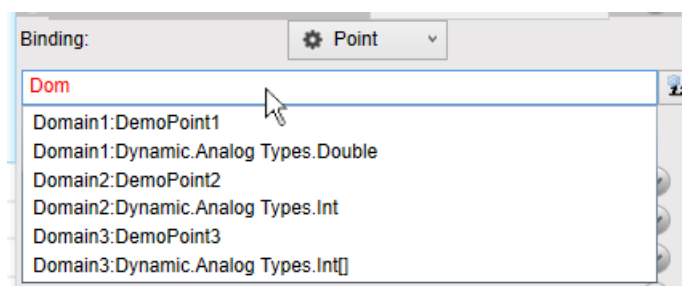 Binding:
Point
Dom
Domain1:DemoPoint1
Domain1:Dynamic.Analog Types.Double
Domain2:DemoPoint2
Domain2:Dynamic.Analog Types.Int
Domain3:DemoPoint3
Domain3:Dynamic.Analog Types.Int[]